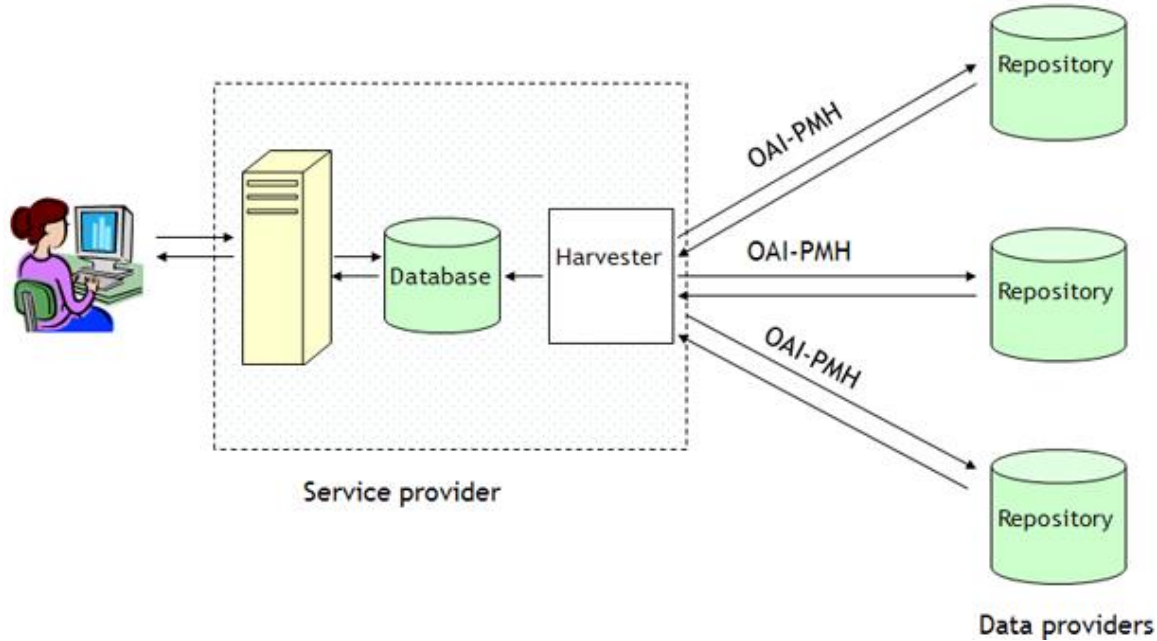 Repository
OAI-PMH
Harvester
OAI-PMH
Database
Repository
OAI-PMH
Service provider
Repository
Data providers